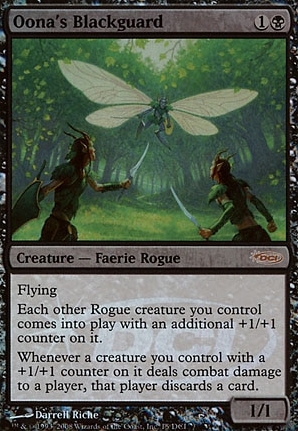 Oona's Blackguard 1
DCI
Creature — Faerie Rogue
Flying
Each other Rogue creature you control
comes into play with an additional +1/+1
counter on it.
Whenever a creature you control with a
+1/+1 counter on it deals combat damage
to a player, that player discards a card.
DCI
Darrell Riche
1/1